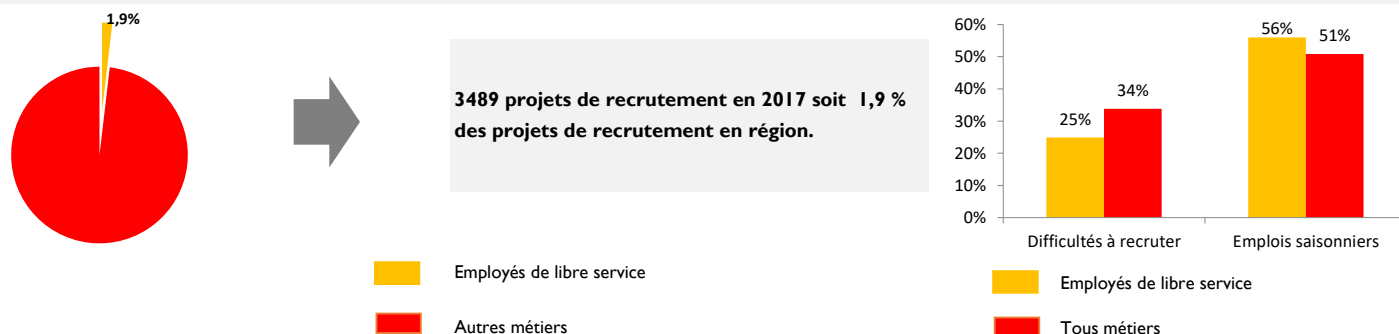 1,9%
3489 projets de recrutement en 2017 soit 1,9 %
des projets de recrutement en région.
Employés de libre service
Autres métiers
60%
50%
40%
30%
20%
10%
0%
25%
34%
56%
51%
Difficultés à recruter
Emplois saisonniers
Employés de libre service
Tous métiers